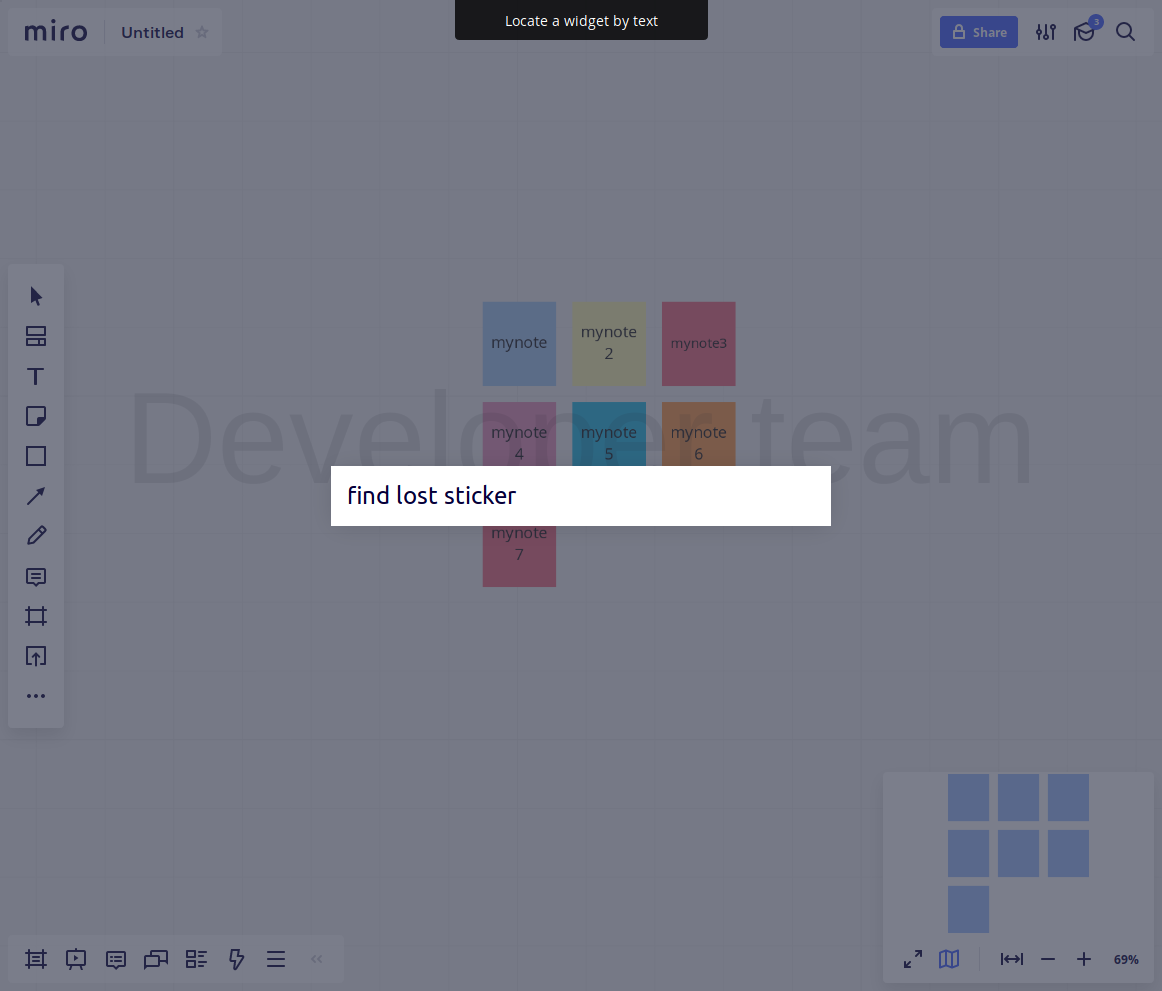 miro
Untitled
Locate a widget by text
Share
3
mynote
mynote
2
mynote3
mynote
4
mynote
5
mynote
6
Developer team
find lost sticker
mynote
7
69%